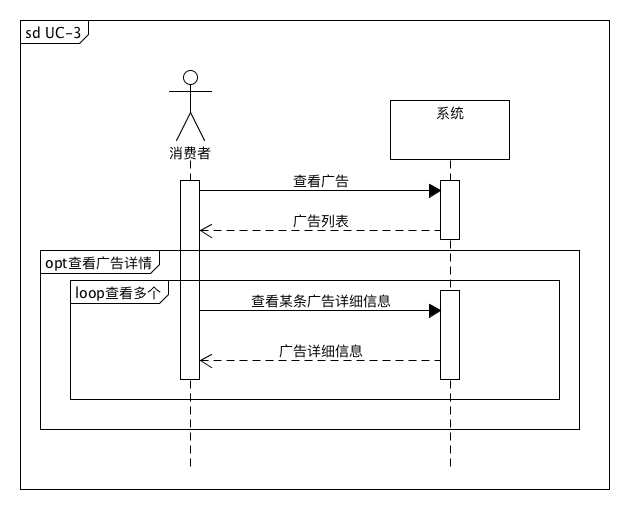 sd UC-3
消费者
系统
查看广告
广告列表
opt查看广告详情
loop查看多个
查看某条广告详细信息
广告详细信息